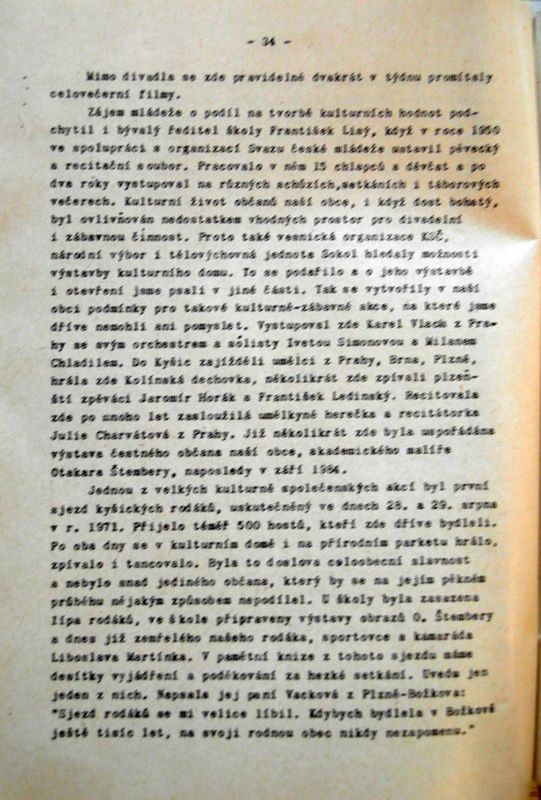 - 34 -
Mimo divadla se zde pravidelně dvakrát v týdnu promítaly
celovečerní filmy.
Zájem mládeže o podíl na tvorbě kulturních hodnot pod-
chytil i bývalý ředitel školy František Lisý, když v roce 1950
ve spolupráci s organizací Svazu české mládeže ustavil pěvecký
a recitační soubor. Pracovalo v něm 15 chlapců a děvčat a po
dva roky vystupoval na různých schůzích,setkáních i táborových
večerech. Kulturní život občanů naší obce, i když dost bohatý,
byl ovlivňován nedostatkem vhodných prostor pro divadelní
i zábavnou činnost. Proto také vesnická organizace KSČ,
národní výbor i tělovýchovná jednota Sokol hledaly možnosti
výstavby kulturního domu. To se podařilo a o jeho výstavbě
i otevření jsme psali v jiné části. Tak se vytvořily v naší
obci podmínky pro takové kulturně-zábavné akce, na které jsme
dříve nemohli ani pomyslet. Vystupoval zde Karel Vlach z Pra-
hy se svým orchestrem a sólisty Ivetou Simonovou a Milanem
Chladilem. Do Kyšic zajížděli umělci z Prahy, Brna, Plzně,
hrála zde Kolínská dechovka, několikrát zde zpívali plzeň-
ští zpěváci Jaromír Horák a František Ledinský. Recitovala
zde po mnoho let zasloužilá umělkyně herečka a recitátorka
Julie Charvátová z Prahy. Již několikrát zde byla uspořádána
výstava čestného občana naší obce, akademického malíře
Otakara Štembery, naposledy v září 1984.
Jednou z velkých kulturně společenských akcí byl první
sjezd kyšických rodáků, uskutečněný ve dnech 28. a 29. srpna
v r. 1971. Přijelo téměř 500 hostů, kteří zde dříve bydleli.
Po oba dny se v kulturním domě i na přírodním parketu hrálo,
zpívalo i tancovalo. Byla to doslova celoobecní slavnost
a nebylo snad jediného občana, který by se na jejím pěkném
průběhu nějakým způsobem nepodílel. U školy byla zasazena
lípa rodáků, ve škole připraveny výstavy obrazů O. Štembery
a dnes již zemřelého našeho rodáka, sportovce a kamaráda
Liboslava Martínka. V pamětní knize z tohoto sjezdu máme
desítky vyjádření a poděkování za hezké setkání. Uvedu jen
jeden z nich. Napsala jej paní Vacková z Plzně-Božkova:
"Sjezd rodáků se mi velice líbil. Kdybych bydlela v Božkově
ještě tisíc let, na svoji rodnou obec nikdy nezapomenu."